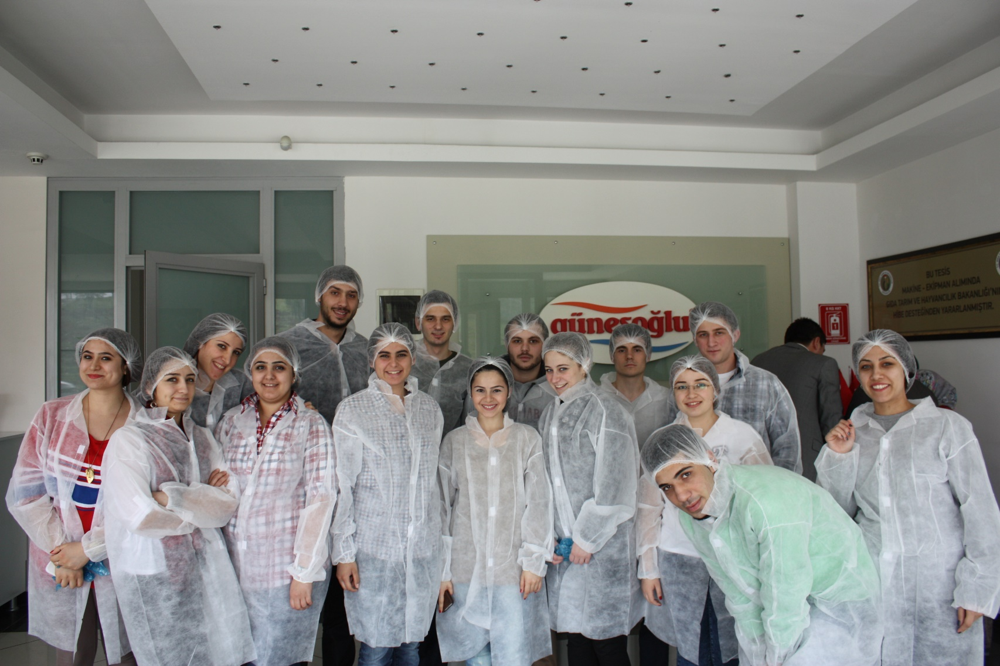 güneşoğlu
BU TESİS
MAKİNE - EKİPMAN ALIMINDA
GIDA TARIM VE HAYVANCILIK BAKANLIĞI'NIN
HİBE DESTEĞİNDEN YARARLANMIŞTIR.